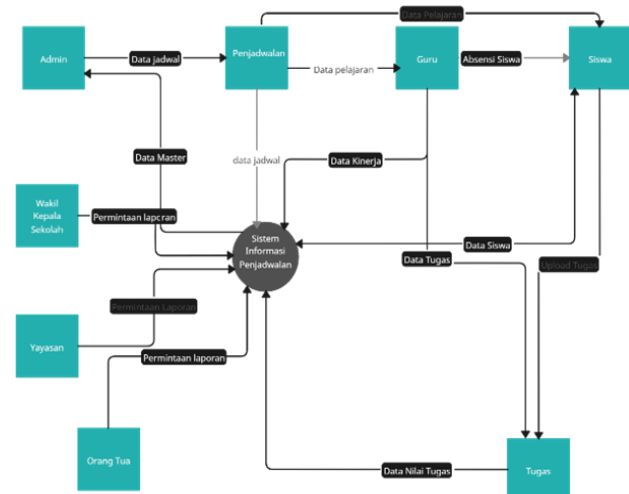 Data Pelajaran
Admin
Data jadwal
Penjadwalan
Data pelajaran
Guru
Absensi Siswa
Siswa
Data Master
data jadwal
Data Kinerja
Wakil
Kepala
Sekolah
Permintaan laporan
Sistem
Informasi
Penjadwalan
Data Siswa
Data Tugas
Upload Tugas
Permintaan Laporan
Yayasan
Permintaan laporan
Orang Tua
Data Nilai Tugas
Tugas